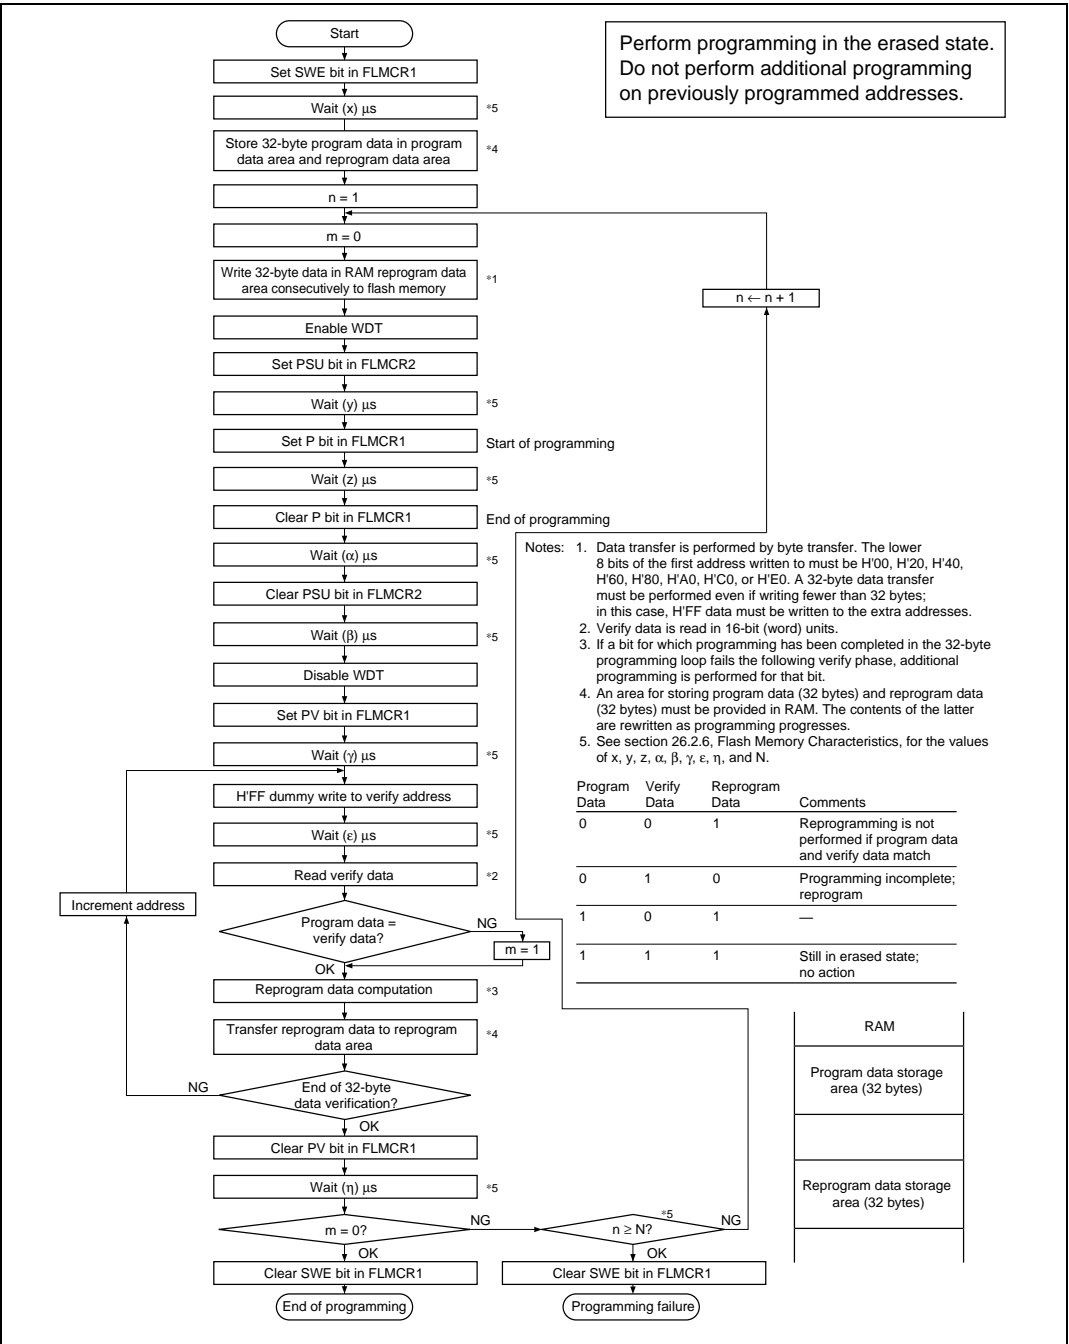 Start
Perform programming in the erased state.
Do not perform additional programming
on previously programmed addresses.
Set SWE bit in FLMCR1
Wait (x) μs
*5
Store 32-byte program data in program
data area and reprogram data area
*4
n = 1
m = 0
Write 32-byte data in RAM reprogram data
area consecutively to flash memory
*1
n ← n + 1
Enable WDT
Set PSU bit in FLMCR2
Wait (y) μs
*5
Set P bit in FLMCR1
Start of programming
Wait (z) μs
*5
Clear P bit in FLMCR1
End of programming
Wait (α) μs
*5
Clear PSU bit in FLMCR2
Wait (β) μs
*5
Disable WDT
Set PV bit in FLMCR1
Wait (γ) μs
*5
H'FF dummy write to verify address
Wait (ε) μs
*5
Read verify data
*2
Increment address
Program data =
verify data?
NG
m = 1
OK
Reprogram data computation
*3
Transfer reprogram data to reprogram
data area
*4
End of 32-byte
data verification?
NG
OK
Clear PV bit in FLMCR1
Wait (η) μs
*5
m = 0?
NG
OK
n ≥ N?
*5
NG
OK
Clear SWE bit in FLMCR1
Clear SWE bit in FLMCR1
End of programming
Programming failure
Notes: 1. Data transfer is performed by byte transfer. The lower
8 bits of the first address written to must be H'00, H'20, H'40,
H'60, H'80, H'A0, H'C0, or H'E0. A 32-byte data transfer
must be performed even if writing fewer than 32 bytes;
in this case, H'FF data must be written to the extra addresses.
2. Verify data is read in 16-bit (word) units.
3. If a bit for which programming has been completed in the 32-byte
programming loop fails the following verify phase, additional
programming is performed for that bit.
4. An area for storing program data (32 bytes) and reprogram data
(32 bytes) must be provided in RAM. The contents of the latter
are rewritten as programming progresses.
5. See section 26.2.6, Flash Memory Characteristics, for the values
of x, y, z, α, β, γ, ε, η, and N.
Program Verify Reprogram
Data Data Data Comments
0 0 1 Reprogramming is not
performed if program data
and verify data match
0 1 0 Programming incomplete;
reprogram
1 0 1 —
1 1 1 Still in erased state;
no action
RAM
Program data storage
area (32 bytes)
Reprogram data storage
area (32 bytes)